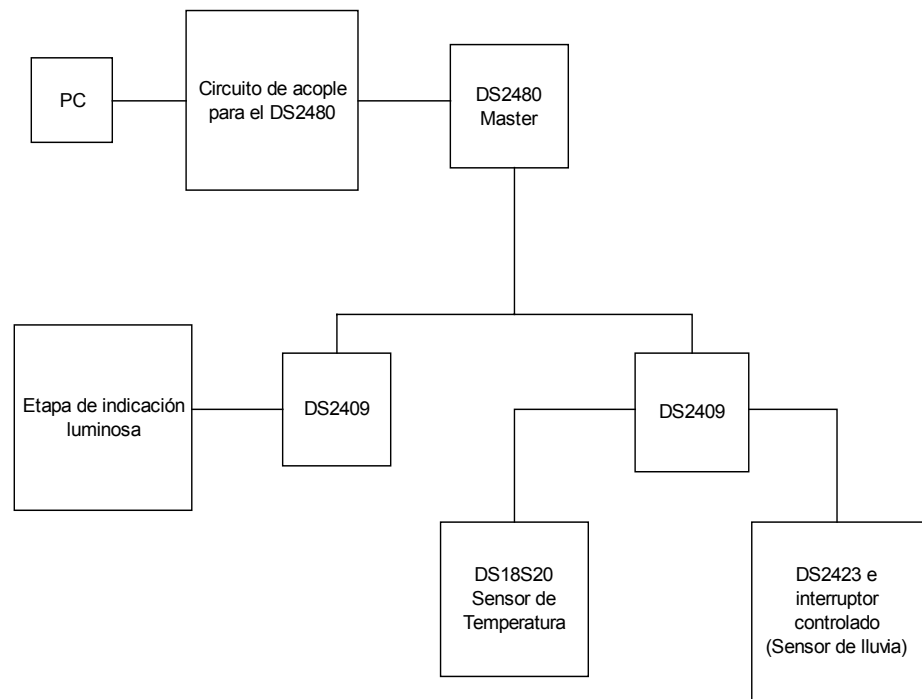 PC
Circuito de acople
para el DS2480
DS2480
Master
Etapa de indicación
luminosa
DS2409
DS2409
DS18S20
Sensor de
Temperatura
DS2423 e
interruptor
controlado
(Sensor de lluvia)